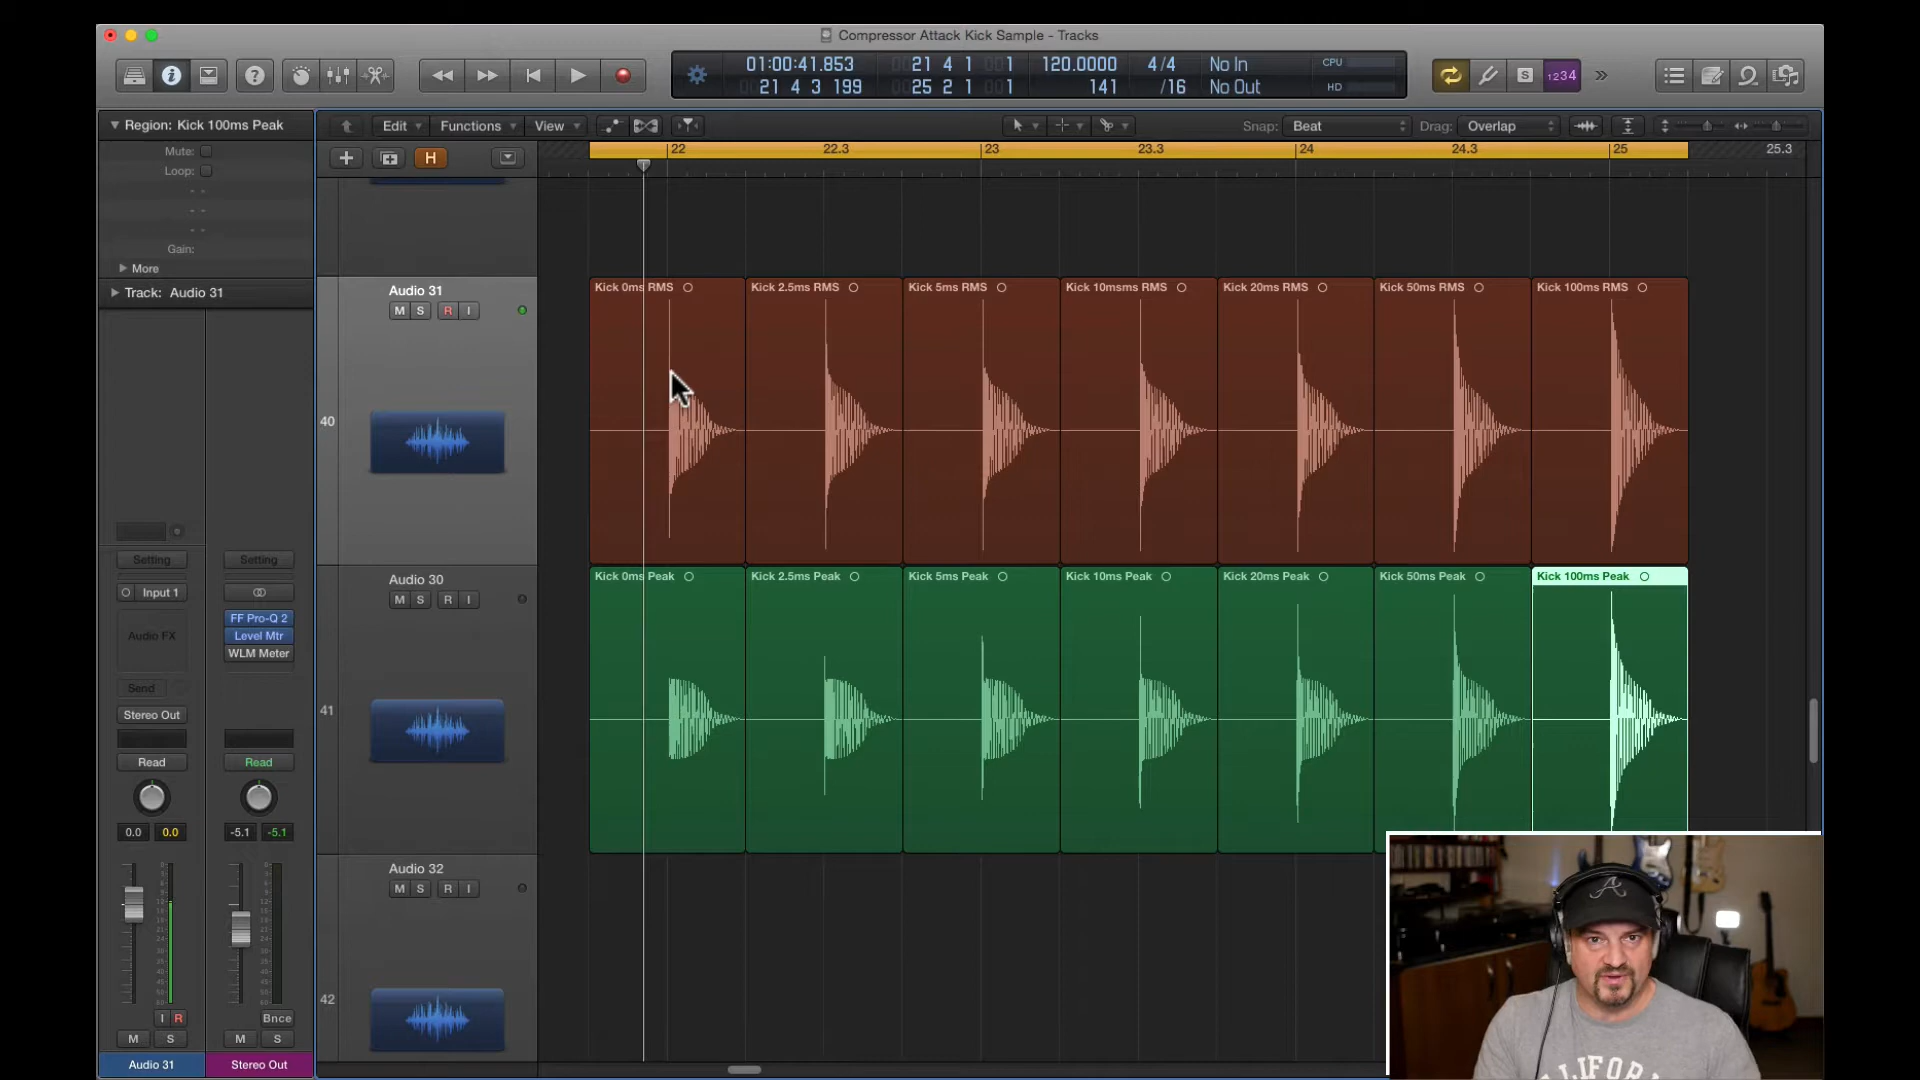 Compressor Attack Kick Sample - Tracks
01:00:41.853
21 4 3 199
21 4 1 001
25 2 1 001
120.0000
141
4/4
/16
No In
No Out
CPU
HD
S
1234
Region: Kick 100ms Peak
Edit
Functions
View
Snap: Beat
Drag: Overlap
Mute:
Loop:
Gain:
More
Track: Audio 31
H
22
22.3
23
23.3
24
24.3
25
25.3
Audio 31
M S R I
40
Kick 0ms RMS
Kick 2.5ms RMS
Kick 5ms RMS
Kick 10msms RMS
Kick 20ms RMS
Kick 50ms RMS
Kick 100ms RMS
Audio 30
M S R I
41
Kick 0ms Peak
Kick 2.5ms Peak
Kick 5ms Peak
Kick 10ms Peak
Kick 20ms Peak
Kick 50ms Peak
Kick 100ms Peak
Audio 32
M S R I
42
Setting
Setting
Input 1
Audio FX
FF Pro-Q 2
Level Mtr
WLM Meter
Send
Stereo Out
Read
Read
0.0
0.0
-5.1
-5.1
I R
Bnce
M S
M S
Audio 31
Stereo Out
A